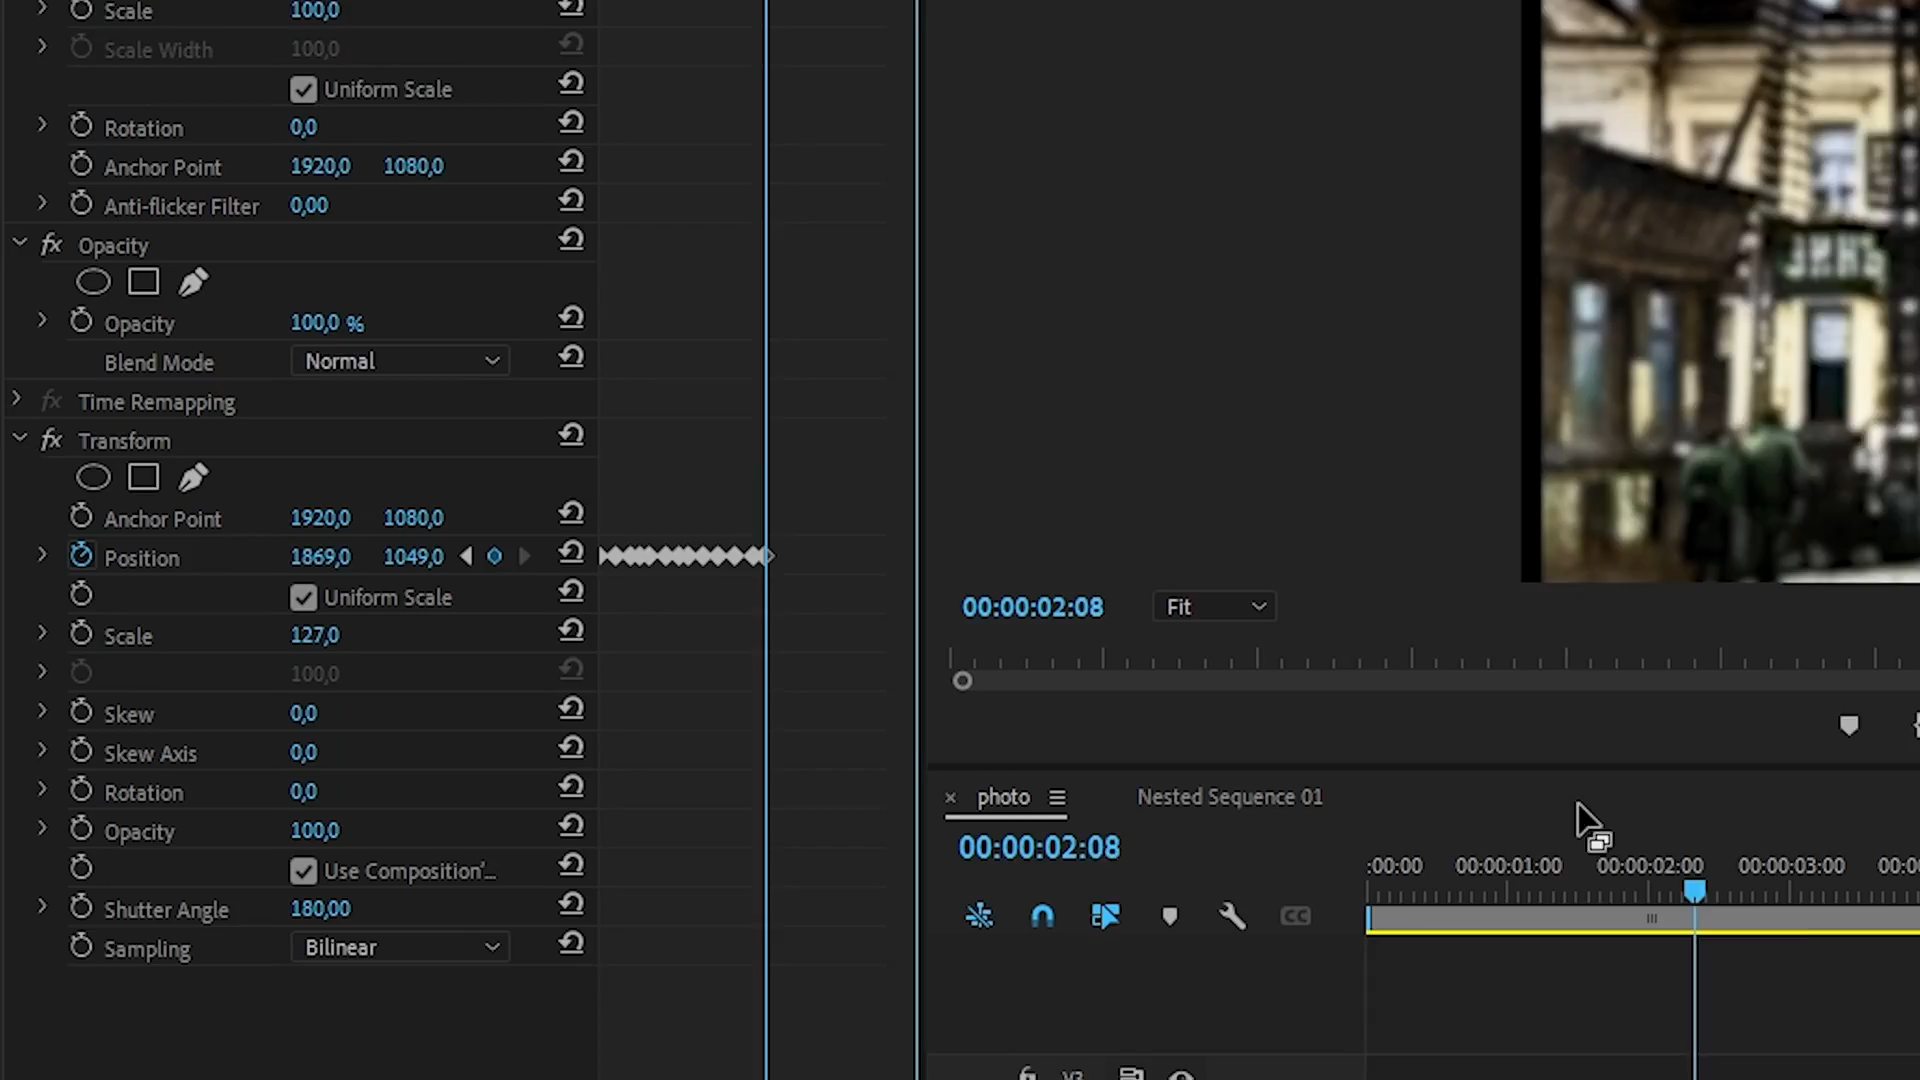 Scale 100,0
Scale Width 100,0
Uniform Scale
Rotation 0,0
Anchor Point 1920,0 1080,0
Anti-flicker Filter 0,00
fx Opacity
Opacity 100,0 %
Blend Mode Normal
fx Time Remapping
fx Transform
Anchor Point 1920,0 1080,0
Position 1869,0 1049,0
Uniform Scale
Scale 127,0
100,0
Skew 0,0
Skew Axis 0,0
Rotation 0,0
Opacity 100,0
Use Composition'...
Shutter Angle 180,00
Sampling Bilinear
00:00:02:08 Fit
× photo Nested Sequence 01
00:00:02:08
:00:00 00:00:01:00 00:00:02:00 00:00:03:00 00:0
CC
V3